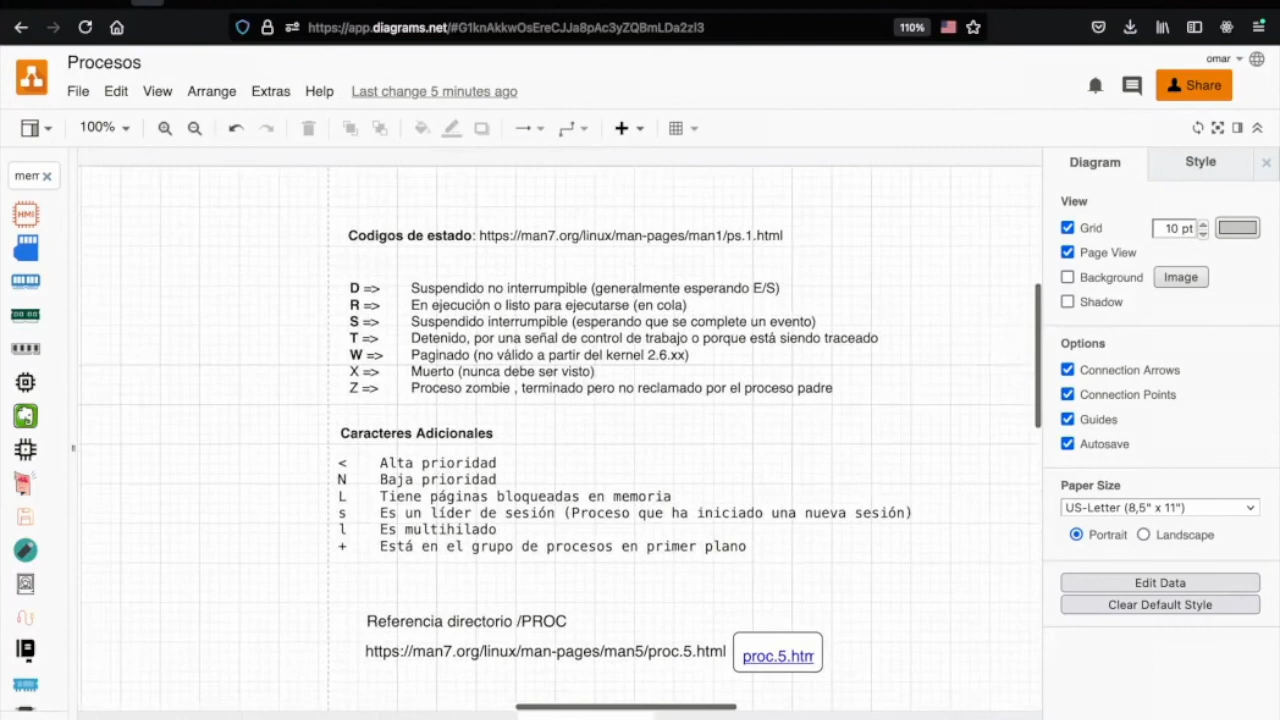 https://app.diagrams.net/#G1knAkkwOsEreCJJa8pAc3yZQBmLDa2zI3
110%
Procesos
omar
File Edit View Arrange Extras Help Last change 5 minutes ago
Share
100%
Diagram Style
mem
HMI
View
Grid 10 pt
Page View
Background Image
Shadow
Options
Connection Arrows
Connection Points
Guides
Autosave
Paper Size
US-Letter (8,5" x 11")
Portrait Landscape
Edit Data
Clear Default Style
Codigos de estado: https://man7.org/linux/man-pages/man1/ps.1.html
D => Suspendido no interrumpible (generalmente esperando E/S)
R => En ejecución o listo para ejecutarse (en cola)
S => Suspendido interrumpible (esperando que se complete un evento)
T => Detenido, por una señal de control de trabajo o porque está siendo traceado
W => Paginado (no válido a partir del kernel 2.6.xx)
X => Muerto (nunca debe ser visto)
Z => Proceso zombie , terminado pero no reclamado por el proceso padre
Caracteres Adicionales
< Alta prioridad
N Baja prioridad
L Tiene páginas bloqueadas en memoria
s Es un líder de sesión (Proceso que ha iniciado una nueva sesión)
l Es multihilado
+ Está en el grupo de procesos en primer plano
Referencia directorio /PROC
https://man7.org/linux/man-pages/man5/proc.5.html
proc.5.htm